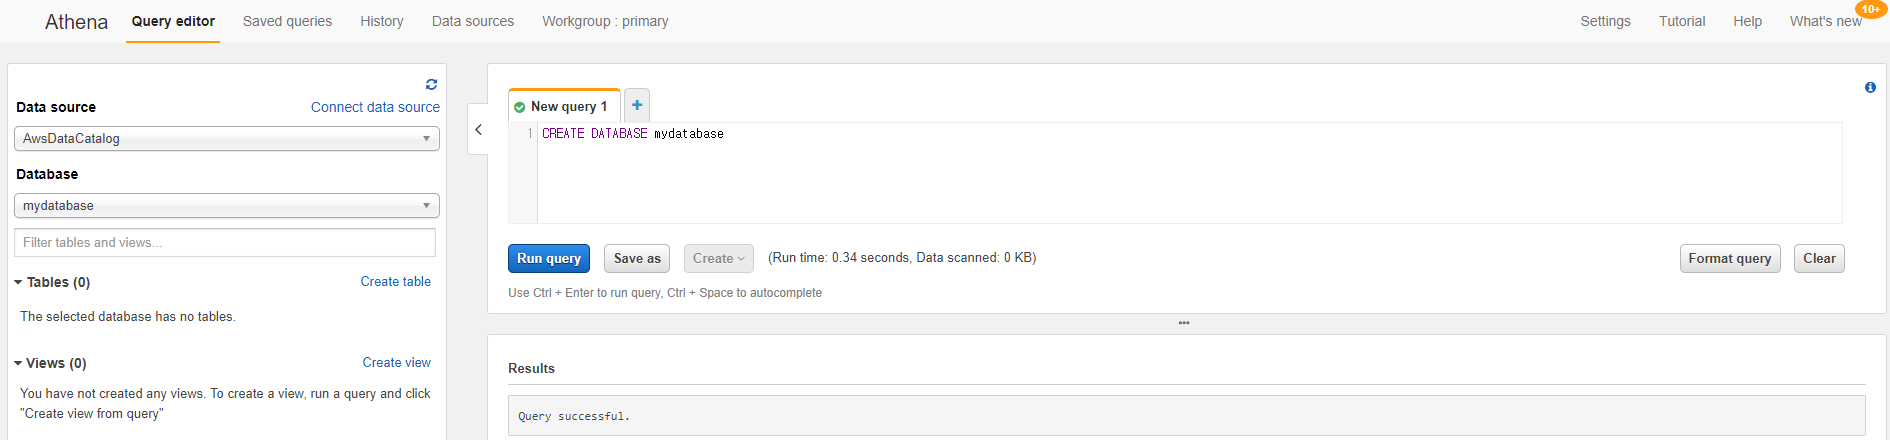 Athena Query editor Saved queries History Data sources Workgroup : primary Settings Tutorial Help What's new 10+
Data source Connect data source
AwsDataCatalog
Database
mydatabase
Filter tables and views...
Tables (0) Create table
The selected database has no tables.
Views (0) Create view
You have not created any views. To create a view, run a query and click
"Create view from query"
New query 1 +
1 CREATE DATABASE mydatabase
Run query Save as Create (Run time: 0.34 seconds, Data scanned: 0 KB) Format query Clear
Use Ctrl + Enter to run query, Ctrl + Space to autocomplete
Results
Query successful.